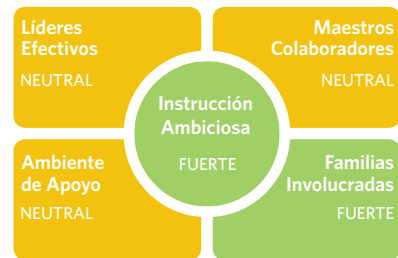 Líderes
Efectivos
NEUTRAL
Maestros
Colaboradores
NEUTRAL
Instrucción
Ambiciosa
FUERTE
Ambiente
de Apoyo
NEUTRAL
Familias
Involucradas
FUERTE